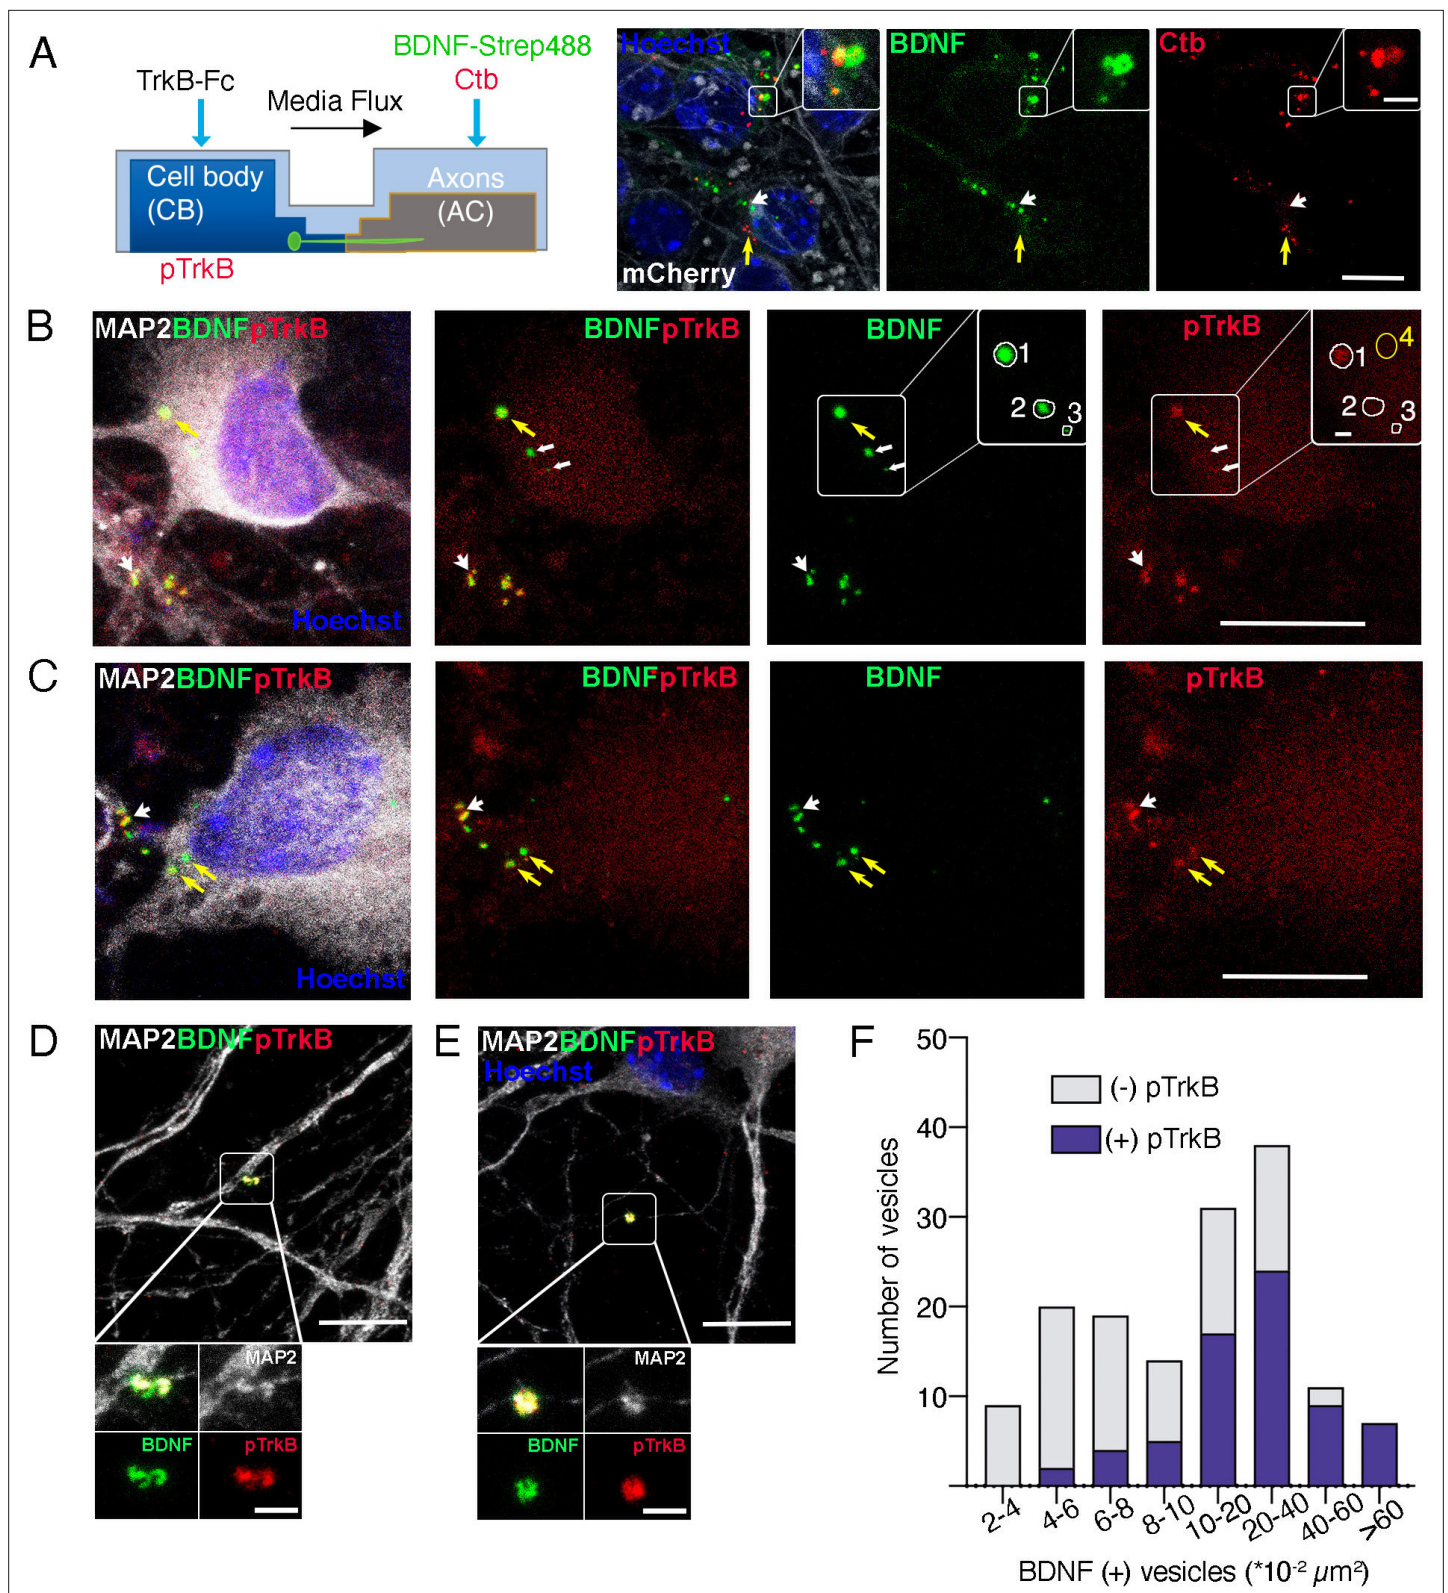 A
BDNF-Strep488
TrkB-Fc
Ctb
Media Flux
Cell body
(CB)
Axons
(AC)
pTrkB
Hoechst
mCherry
BDNF
Ctb
B
MAP2BDNFpTrkB
Hoechst
BDNFpTrkB
BDNF
1
2
3
pTrkB
1
4
2
3
C
MAP2BDNFpTrkB
Hoechst
BDNFpTrkB
BDNF
pTrkB
D
MAP2BDNFpTrkB
MAP2
BDNF
pTrkB
E
MAP2BDNFpTrkB
Hoechst
MAP2
BDNF
pTrkB
F
50
40
30
20
10
Number of vesicles
(-) pTrkB
(+) pTrkB
2-4
4-6
6-8
8-10
10-20
20-40
40-60
>60
BDNF (+) vesicles (*10⁻² µm²)